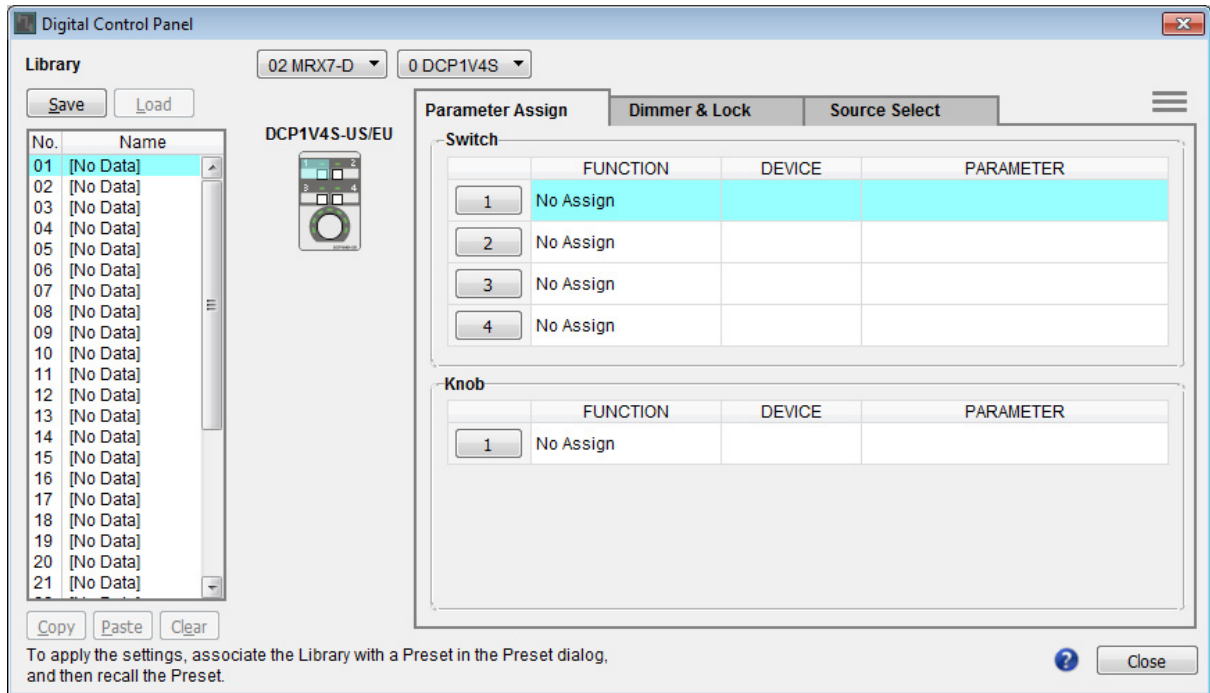 Digital Control Panel
Library
02 MRX7-D
0 DCP1V4S
Save
Load
No. Name
01 [No Data]
02 [No Data]
03 [No Data]
04 [No Data]
05 [No Data]
06 [No Data]
07 [No Data]
08 [No Data]
09 [No Data]
10 [No Data]
11 [No Data]
12 [No Data]
13 [No Data]
14 [No Data]
15 [No Data]
16 [No Data]
17 [No Data]
18 [No Data]
19 [No Data]
20 [No Data]
21 [No Data]
Copy
Paste
Clear
DCP1V4S-US/EU
1 2
3 4
Parameter Assign
Dimmer & Lock
Source Select
Switch
FUNCTION DEVICE PARAMETER
1 No Assign
2 No Assign
3 No Assign
4 No Assign
Knob
FUNCTION DEVICE PARAMETER
1 No Assign
To apply the settings, associate the Library with a Preset in the Preset dialog,
and then recall the Preset.
?
Close